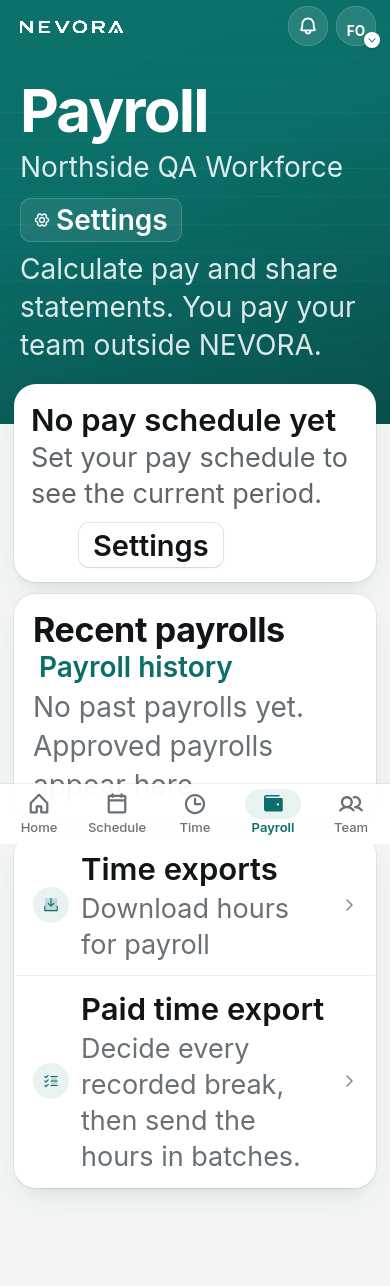 NEVORA
FO
Payroll
Northside QA Workforce
Settings
Calculate pay and share
statements. You pay your
team outside NEVORA.
No pay schedule yet
Set your pay schedule to
see the current period.
Settings
Recent payrolls
Payroll history
No past payrolls yet.
Approved payrolls
appear here
Home
Schedule
Time
Payroll
Team
Time exports
Download hours
for payroll
Paid time export
Decide every
recorded break,
then send the
hours in batches.